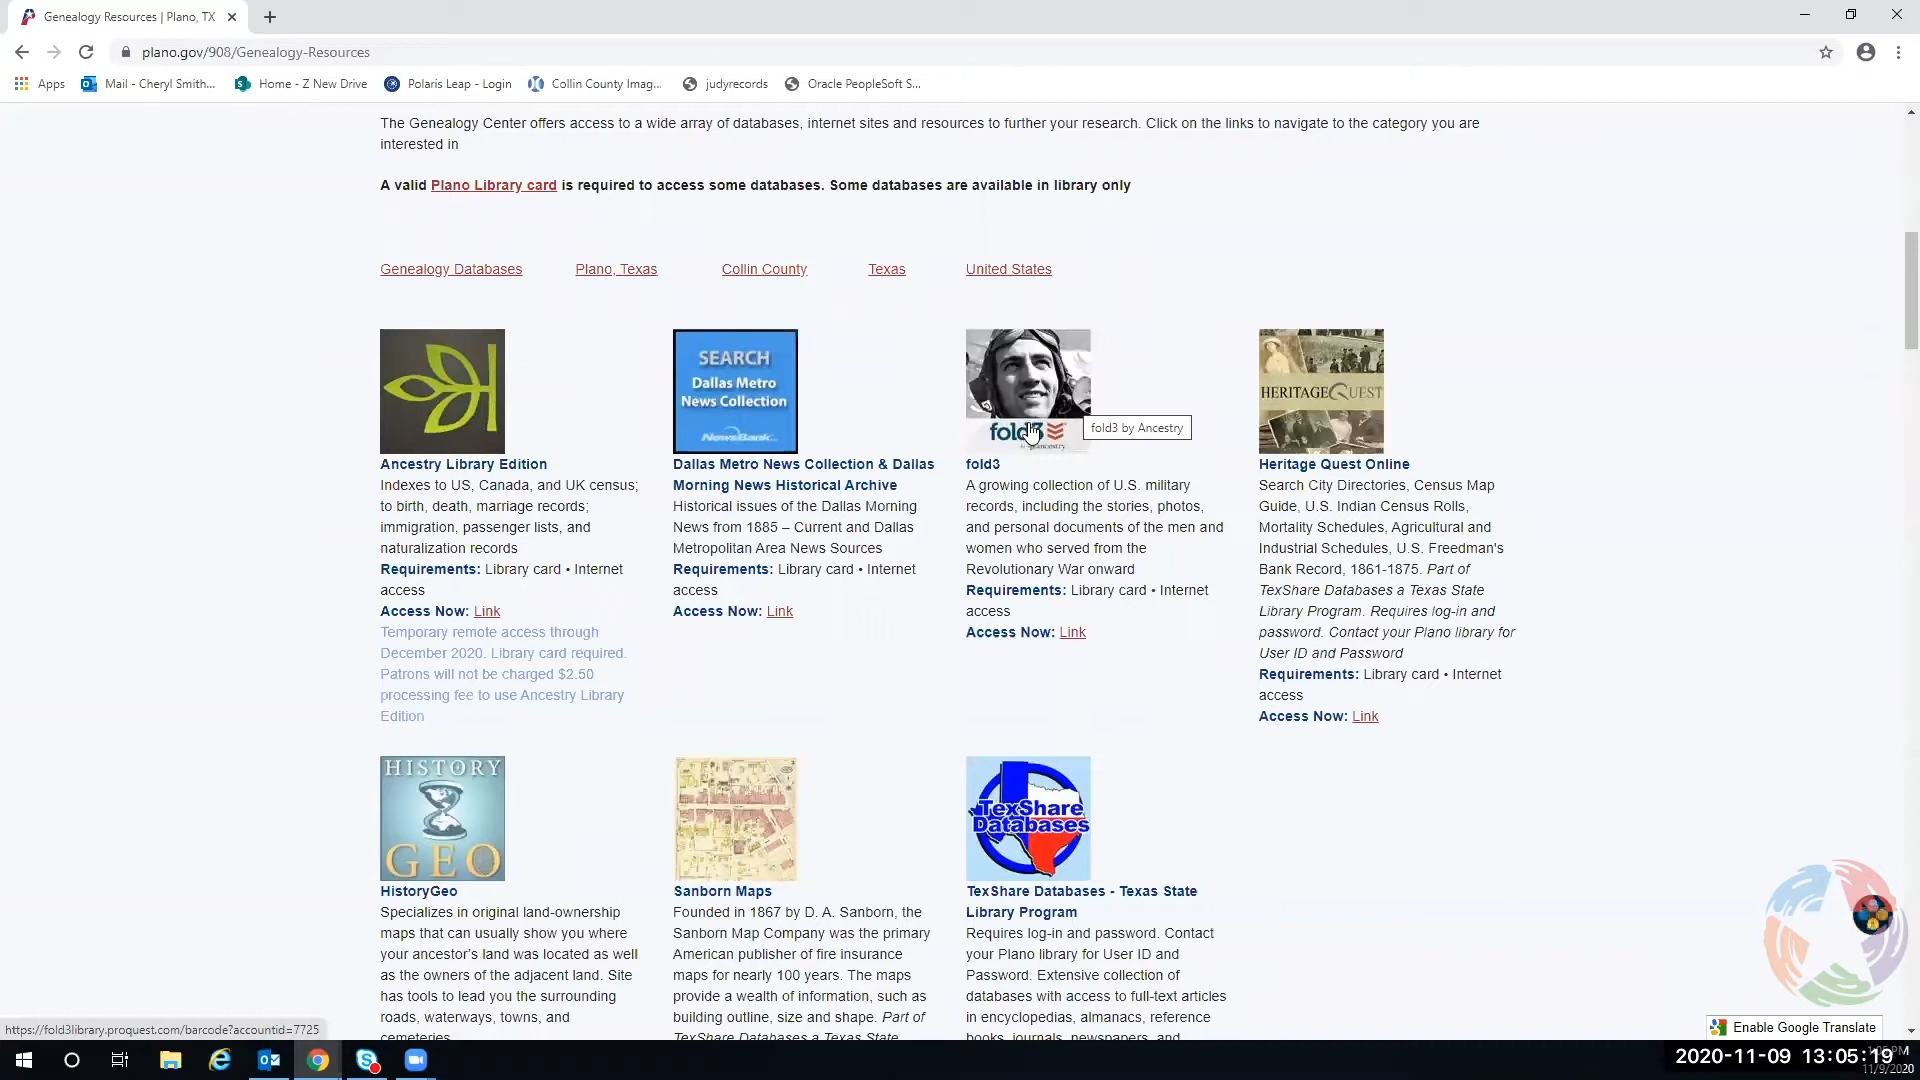 Genealogy Resources | Plano, TX
plano.gov/908/Genealogy-Resources
Apps
Mail - Cheryl Smith...
Home - Z New Drive
Polaris Leap - Login
Collin County Imag...
judyrecords
Oracle PeopleSoft S...
The Genealogy Center offers access to a wide array of databases, internet sites and resources to further your research. Click on the links to navigate to the category you are
interested in
A valid Plano Library card is required to access some databases. Some databases are available in library only
Genealogy Databases
Plano, Texas
Collin County
Texas
United States
Ancestry Library Edition
Indexes to US, Canada, and UK census;
to birth, death, marriage records;
immigration, passenger lists, and
naturalization records
Requirements: Library card • Internet
access
Access Now: Link
Temporary remote access through
December 2020. Library card required.
Patrons will not be charged $2.50
processing fee to use Ancestry Library
Edition
SEARCH
Dallas Metro
News Collection
NewsBank
Dallas Metro News Collection & Dallas
Morning News Historical Archive
Historical issues of the Dallas Morning
News from 1885 – Current and Dallas
Metropolitan Area News Sources
Requirements: Library card • Internet
access
Access Now: Link
fold3
fold3 by Ancestry
fold3
A growing collection of U.S. military
records, including the stories, photos,
and personal documents of the men and
women who served from the
Revolutionary War onward
Requirements: Library card • Internet
access
Access Now: Link
HERITAGEQUEST
Heritage Quest Online
Search City Directories, Census Map
Guide, U.S. Indian Census Rolls,
Mortality Schedules, Agricultural and
Industrial Schedules, U.S. Freedman's
Bank Record, 1861-1875. Part of
TexShare Databases a Texas State
Library Program. Requires log-in and
password. Contact your Plano library for
User ID and Password
Requirements: Library card • Internet
access
Access Now: Link
HISTORY
GEO
HistoryGeo
Specializes in original land-ownership
maps that can usually show you where
your ancestor's land was located as well
as the owners of the adjacent land. Site
has tools to lead you the surrounding
roads, waterways, towns, and
cemeteries
Sanborn Maps
Founded in 1867 by D. A. Sanborn, the
Sanborn Map Company was the primary
American publisher of fire insurance
maps for nearly 100 years. The maps
provide a wealth of information, such as
building outline, size and shape. Part of
TexShare Databases a Texas State
TexShare
Databases
TexShare Databases - Texas State
Library Program
Requires log-in and password. Contact
your Plano library for User ID and
Password. Extensive collection of
databases with access to full-text articles
in encyclopedias, almanacs, reference
books, journals, newspapers, and
https://fold3library.proquest.com/barcode?accountid=7725
Enable Google Translate
2020-11-09 13:05:19
11/9/2020